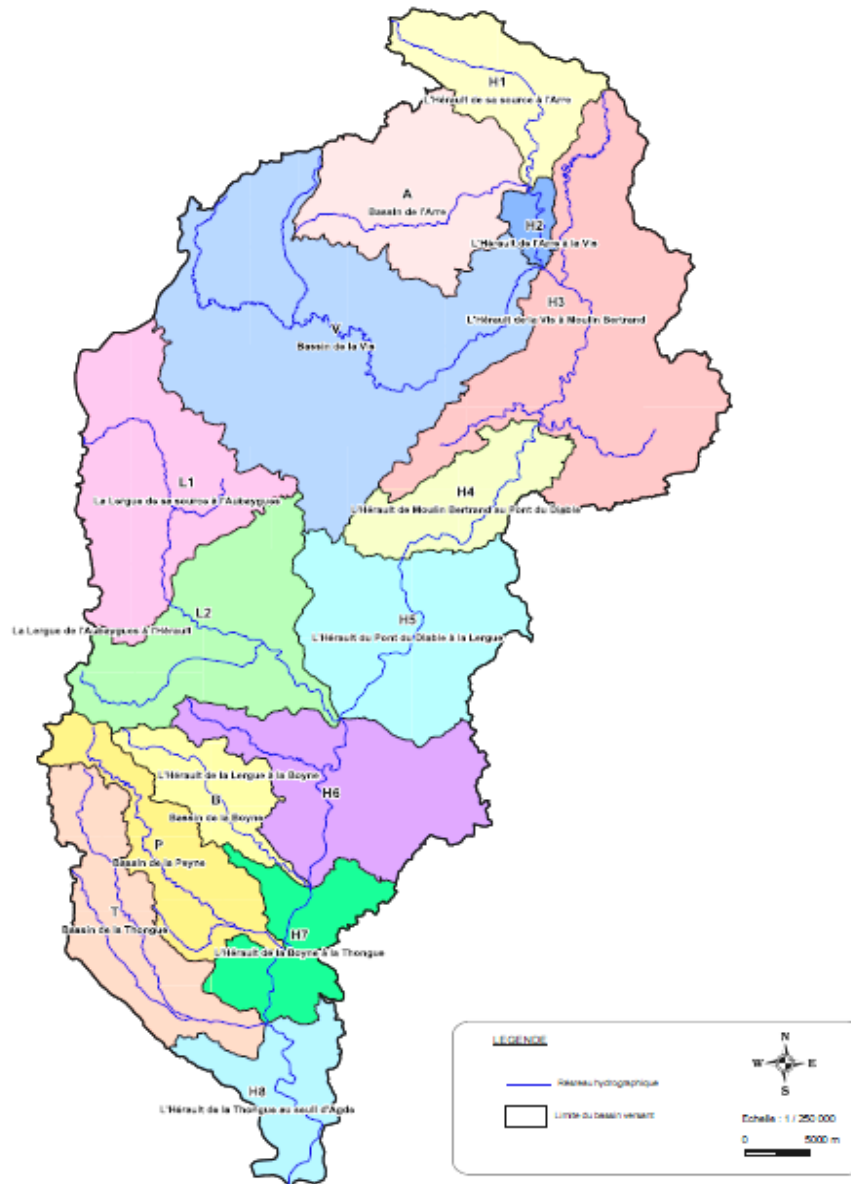 H1
L'Hérault de sa source à l'Arre
A
Bassin de l'Arre
H2
L'Hérault de l'Arre à la Vis
H3
L'Hérault de la Vis à Moulin Bertrand
V
Bassin de la Vis
L1
La Lergue de sa source à l'Aubaygues
H4
L'Hérault de Moulin Bertrand au Pont du Diable
L2
La Lergue de l'Aubaygues à l'Hérault
H5
L'Hérault du Pont du Diable à la Lergue
L'Hérault de la Lergue à la Boyne
H6
B
Bassin de la Boyne
P
Bassin de la Peyne
T
Bassin de la Thongue
H7
L'Hérault de la Boyne à la Thongue
H8
L'Hérault de la Thongue au seuil d'Agde
LEGENDE
Réseau hydrographique
Limite du bassin versant
N
W E
S
Echelle : 1 / 250 000
0 5000 m